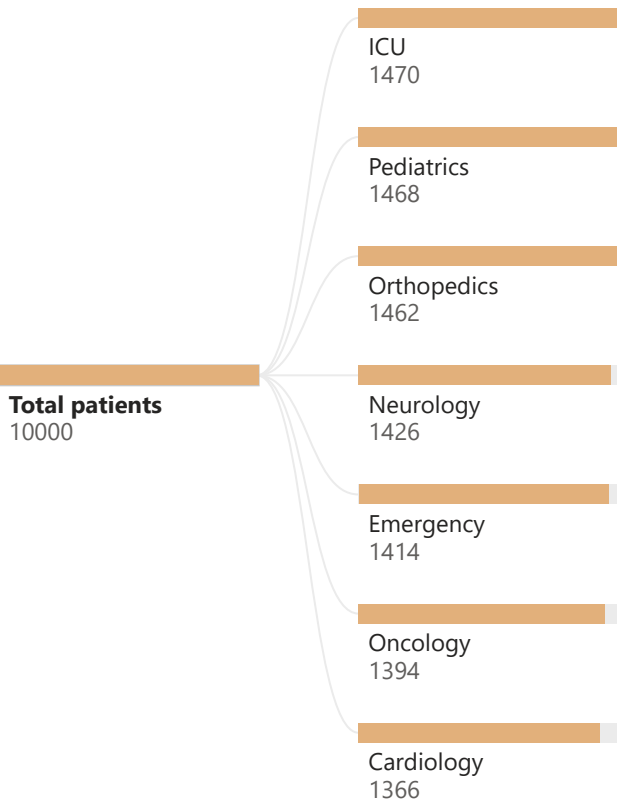 ICU
1470
Pediatrics
1468
Orthopedics
1462
Total patients
10000
Neurology
1426
Emergency
1414
Oncology
1394
Cardiology
1366